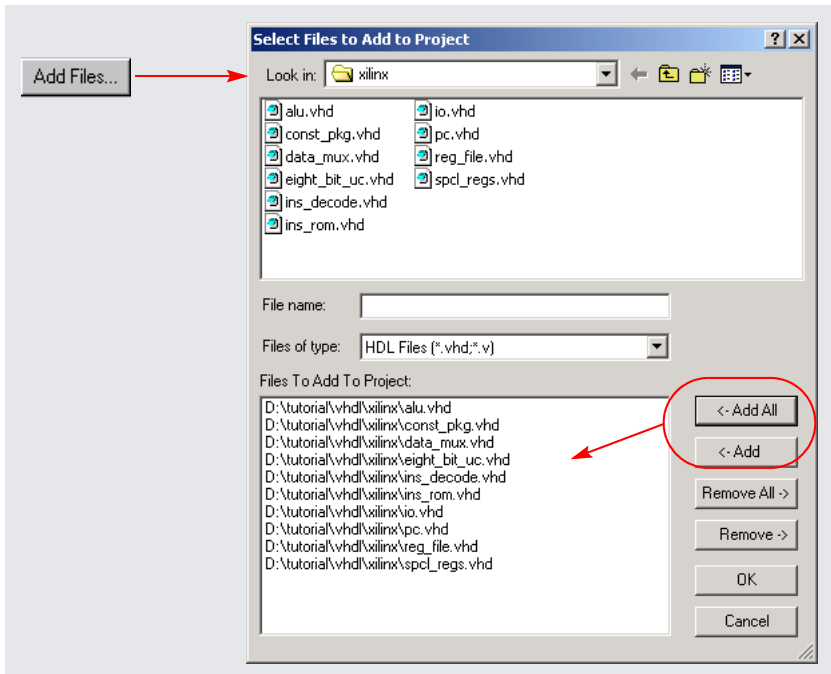 Add Files...
Select Files to Add to Project
Look in: xilinx
alu.vhd
const_pkg.vhd
data_mux.vhd
eight_bit_uc.vhd
ins_decode.vhd
ins_rom.vhd
io.vhd
pc.vhd
reg_file.vhd
spcl_regs.vhd
File name:
Files of type: HDL Files (*.vhd;*.v)
Files To Add To Project:
D:\tutorial\vhdl\xilinx\alu.vhd
D:\tutorial\vhdl\xilinx\const_pkg.vhd
D:\tutorial\vhdl\xilinx\data_mux.vhd
D:\tutorial\vhdl\xilinx\eight_bit_uc.vhd
D:\tutorial\vhdl\xilinx\ins_decode.vhd
D:\tutorial\vhdl\xilinx\ins_rom.vhd
D:\tutorial\vhdl\xilinx\io.vhd
D:\tutorial\vhdl\xilinx\pc.vhd
D:\tutorial\vhdl\xilinx\reg_file.vhd
D:\tutorial\vhdl\xilinx\spcl_regs.vhd
<- Add All
<- Add
Remove All ->
Remove ->
OK
Cancel